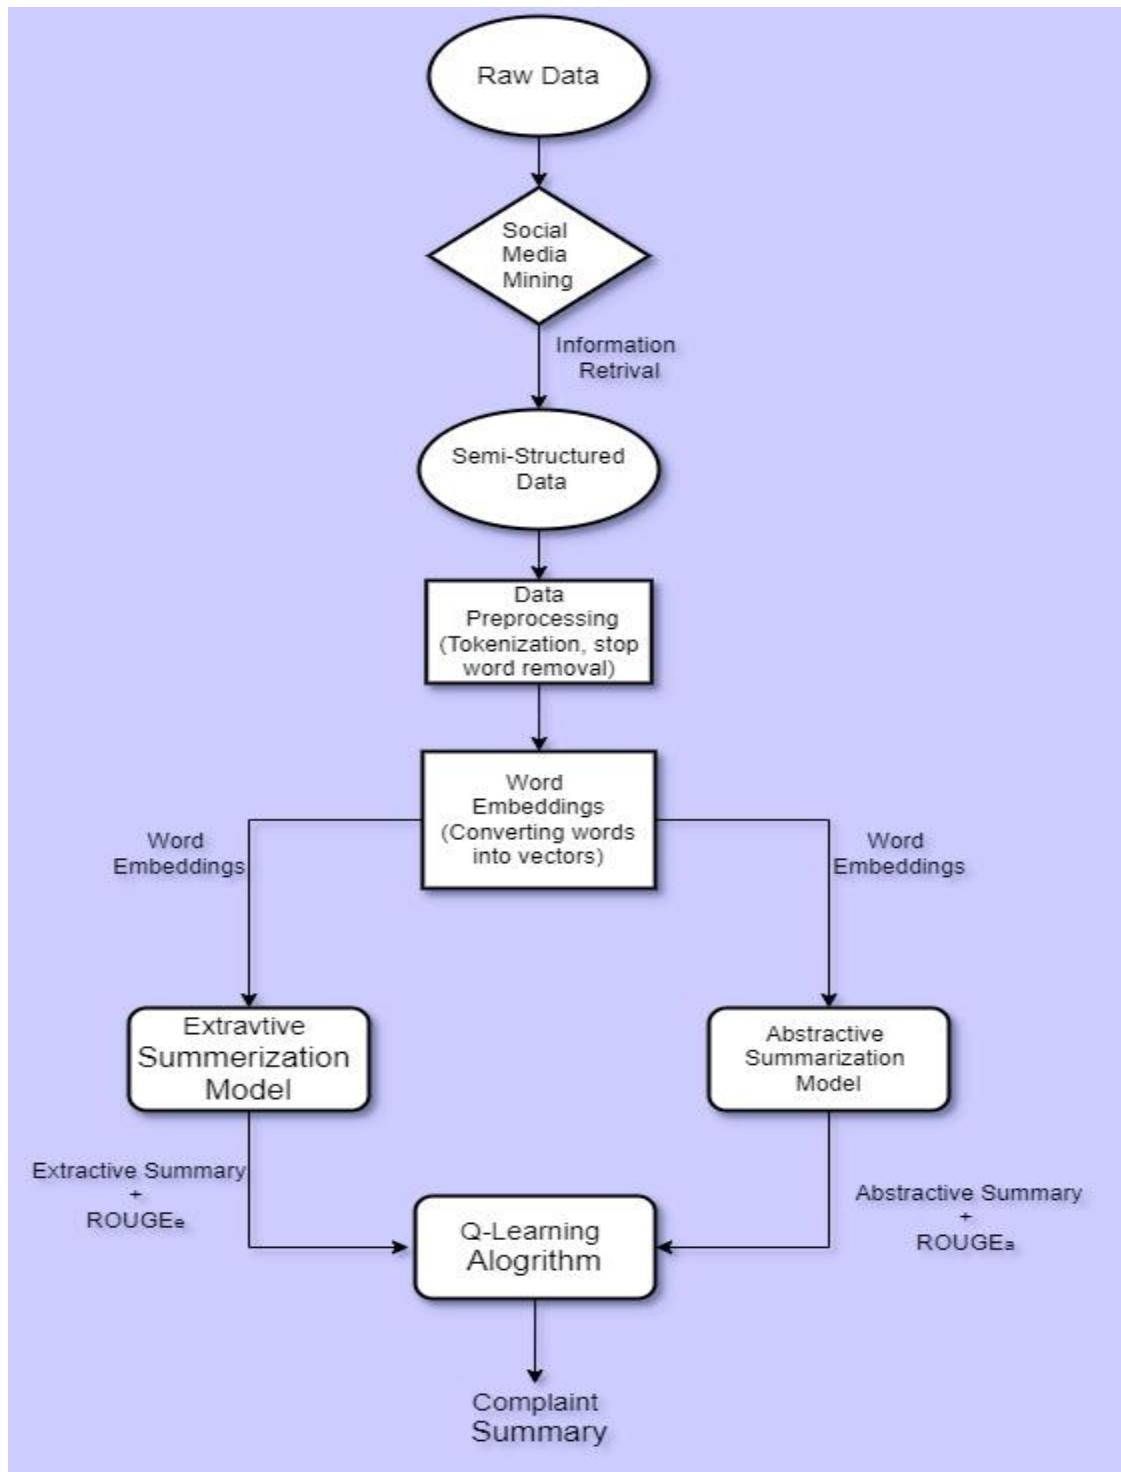 Raw Data
Social
Media
Mining
Information
Retrival
Semi-Structured
Data
Data
Preprocessing
(Tokenization, stop
word removal)
Word
Embeddings
(Converting words
into vectors)
Word
Embeddings
Word
Embeddings
Extravtive
Summerization
Model
Abstractive
Summarization
Model
Extractive Summary
+
ROUGEe
Abstractive Summary
+
ROUGEa
Q-Learning
Alogrithm
Complaint
Summary